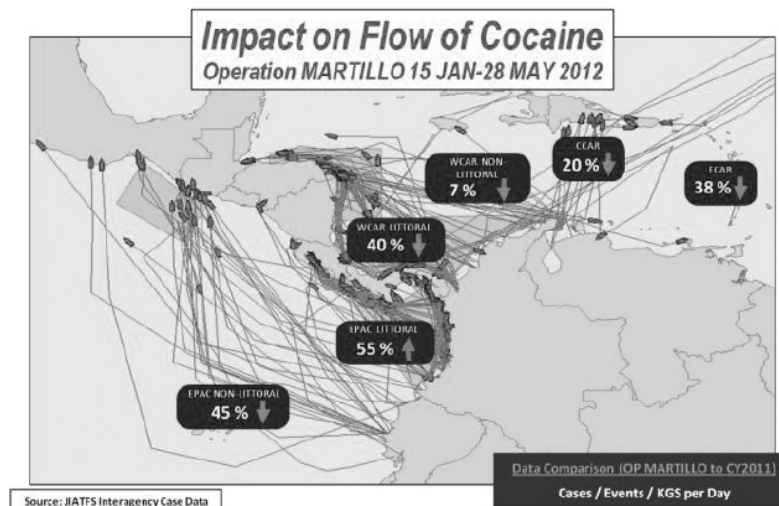 Impact on Flow of Cocaine
Operation MARTILLO 15 JAN-28 MAY 2012
CCAR
20 %
WCAR NON-
LITTORAL
7 %
ECAR
38 %
WCAR LITTORAL
40 %
EPAC LITTORAL
55 %
EPAC NON-LITTORAL
45 %
Data Comparison (OP MARTILLO to CY2011)
Cases / Events / KGS per Day
Source: JIATFS Interagency Case Data